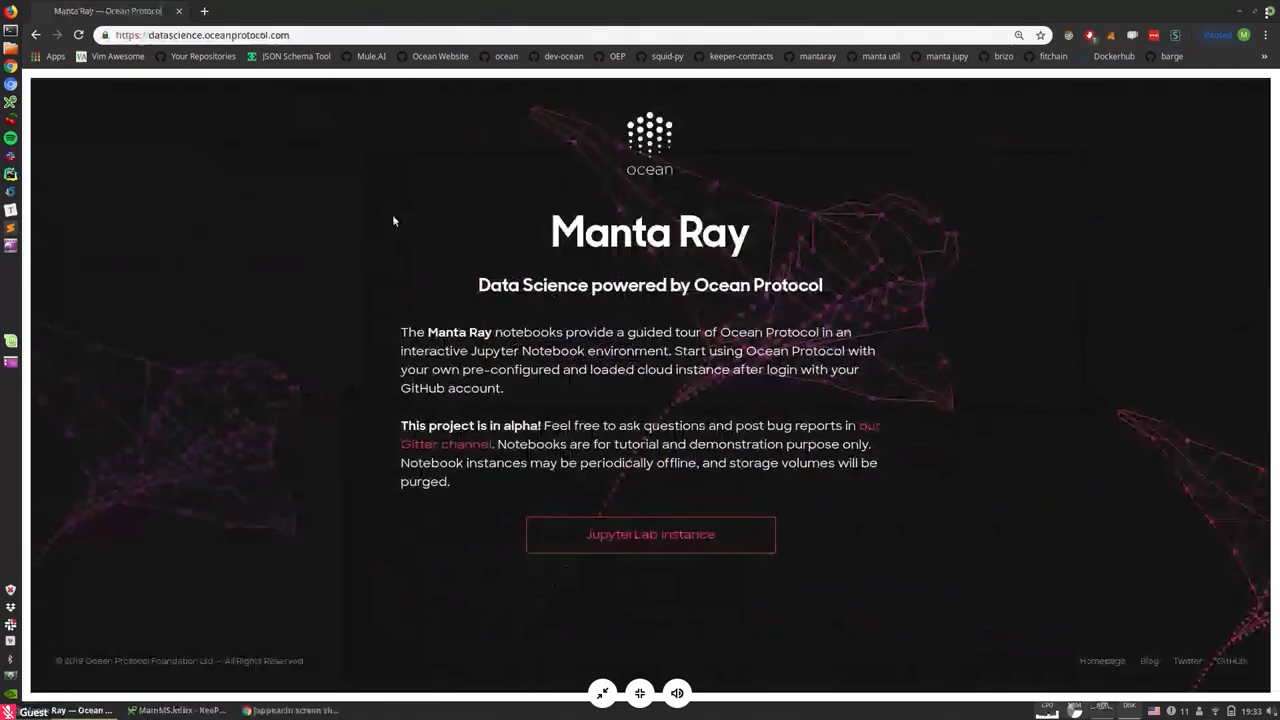 Manta Ray — Ocean Protocol
https://datascience.oceanprotocol.com
Paused
M
Apps
Vim Awesome
Your Repositories
JSON Schema Tool
Mule.AI
Ocean Website
ocean
dev-ocean
OEP
squid-py
keeper-contracts
mantaray
manta util
manta jupy
brizo
fitchain
Dockerhub
barge
»
ocean
Manta Ray
Data Science powered by Ocean Protocol
The Manta Ray notebooks provide a guided tour of Ocean Protocol in an
interactive Jupyter Notebook environment. Start using Ocean Protocol with
your own pre-configured and loaded cloud instance after login with your
GitHub account.
This project is in alpha! Feel free to ask questions and post bug reports in our
Gitter channel. Notebooks are for tutorial and demonstration purpose only.
Notebook instances may be periodically offline, and storage volumes will be
purged.
JupyterLab Instance
© 2019 Ocean Protocol Foundation Ltd. — All Rights Reserved
Homepage
Blog
Twitter
GitHub
Guest
Ray — Ocean ...
MainMS.kdbx - KeeP...
11
19:33